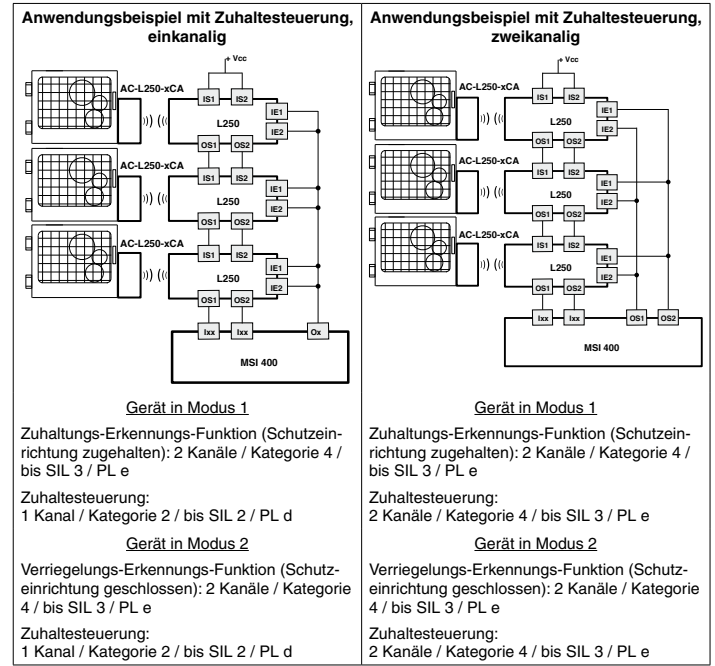 Anwendungsbeispiel mit Zuhaltesteuerung,
einkanalig
+ Vcc
AC-L250-xCA
IS1
IS2
L250
IE1
IE2
OS1
OS2
AC-L250-xCA
IS1
IS2
L250
IE1
IE2
OS1
OS2
AC-L250-xCA
IS1
IS2
L250
IE1
IE2
OS1
OS2
Ixx
Ixx
Ox
MSI 400
Gerät in Modus 1
Zuhaltungs-Erkennungs-Funktion (Schutzein-
richtung zugehalten): 2 Kanäle / Kategorie 4 /
bis SIL 3 / PL e
Zuhaltesteuerung:
1 Kanal / Kategorie 2 / bis SIL 2 / PL d
Gerät in Modus 2
Verriegelungs-Erkennungs-Funktion (Schutz-
einrichtung geschlossen): 2 Kanäle / Kategorie
4 / bis SIL 3 / PL e
Zuhaltesteuerung:
1 Kanal / Kategorie 2 / bis SIL 2 / PL d
Anwendungsbeispiel mit Zuhaltesteuerung,
zweikanalig
+ Vcc
AC-L250-xCA
IS1
IS2
L250
IE1
IE2
OS1
OS2
AC-L250-xCA
IS1
IS2
L250
IE1
IE2
OS1
OS2
AC-L250-xCA
IS1
IS2
L250
IE1
IE2
OS1
OS2
Ixx
Ixx
OS1
OS2
MSI 400
Gerät in Modus 1
Zuhaltungs-Erkennungs-Funktion (Schutzein-
richtung zugehalten): 2 Kanäle / Kategorie 4 /
bis SIL 3 / PL e
Zuhaltesteuerung:
2 Kanäle / Kategorie 4 / bis SIL 3 / PL e
Gerät in Modus 2
Verriegelungs-Erkennungs-Funktion (Schutz-
einrichtung geschlossen): 2 Kanäle / Kategorie
4 / bis SIL 3 / PL e
Zuhaltesteuerung:
2 Kanäle / Kategorie 4 / bis SIL 3 / PL e